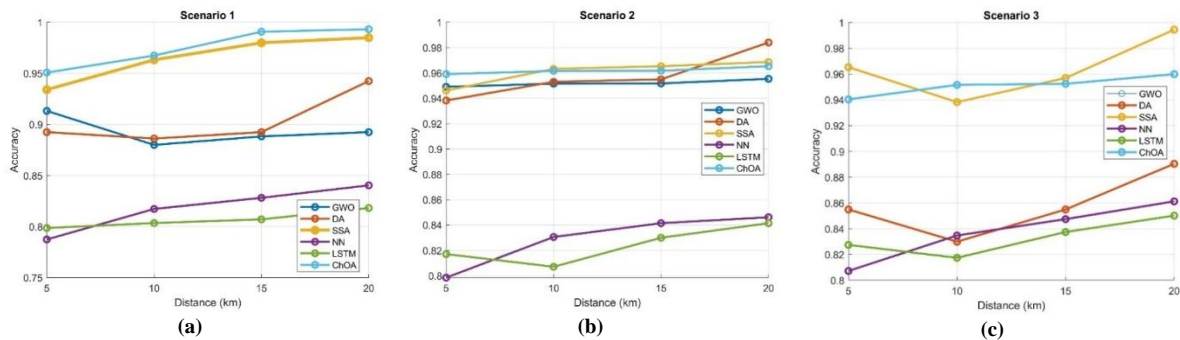 Scenario 1
1
0.95
0.9
0.85
0.8
0.75
Accuracy
5
10
15
20
Distance (km)
GWO
DA
SSA
NN
LSTM
ChOA
(a)
Scenario 2
1
0.98
0.96
0.94
0.92
0.9
0.88
0.86
0.84
0.82
0.8
Accuracy
5
10
15
20
Distance (km)
GWO
DA
SSA
NN
LSTM
ChOA
(b)
Scenario 3
1
0.98
0.96
0.94
0.92
0.9
0.88
0.86
0.84
0.82
0.8
Accuracy
5
10
15
20
Distance (km)
GWO
DA
SSA
NN
LSTM
ChOA
(c)